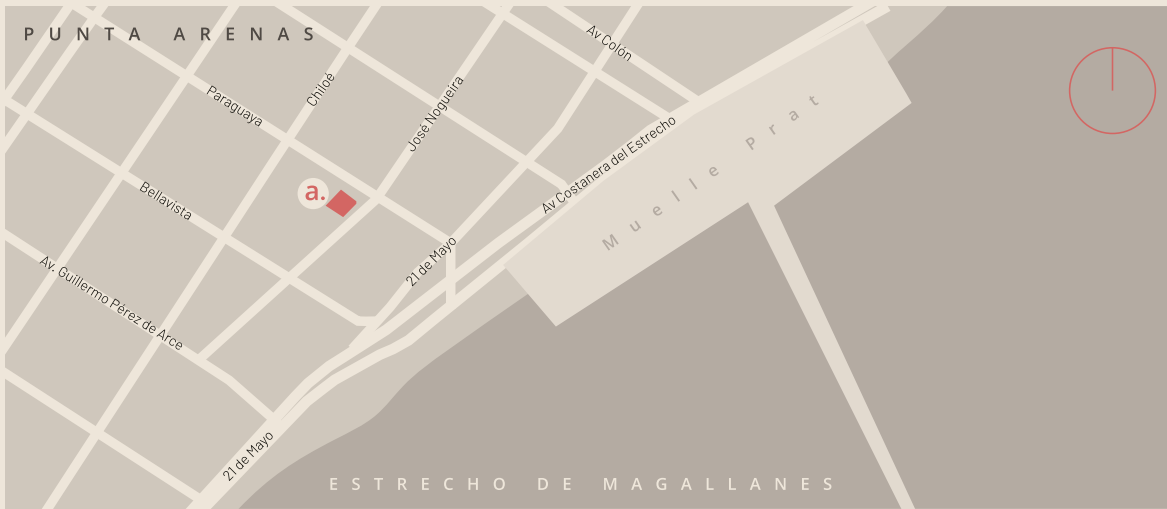 PUNTA ARENAS
Av Colón
Paraguaya
Chiloé
José Nogueira
Muelle Prat
Av Costanera del Estrecho
a.
Bellavista
21 de Mayo
Av. Guillermo Pérez de Arce
21 de Mayo
ESTRECHO DE MAGALLANES